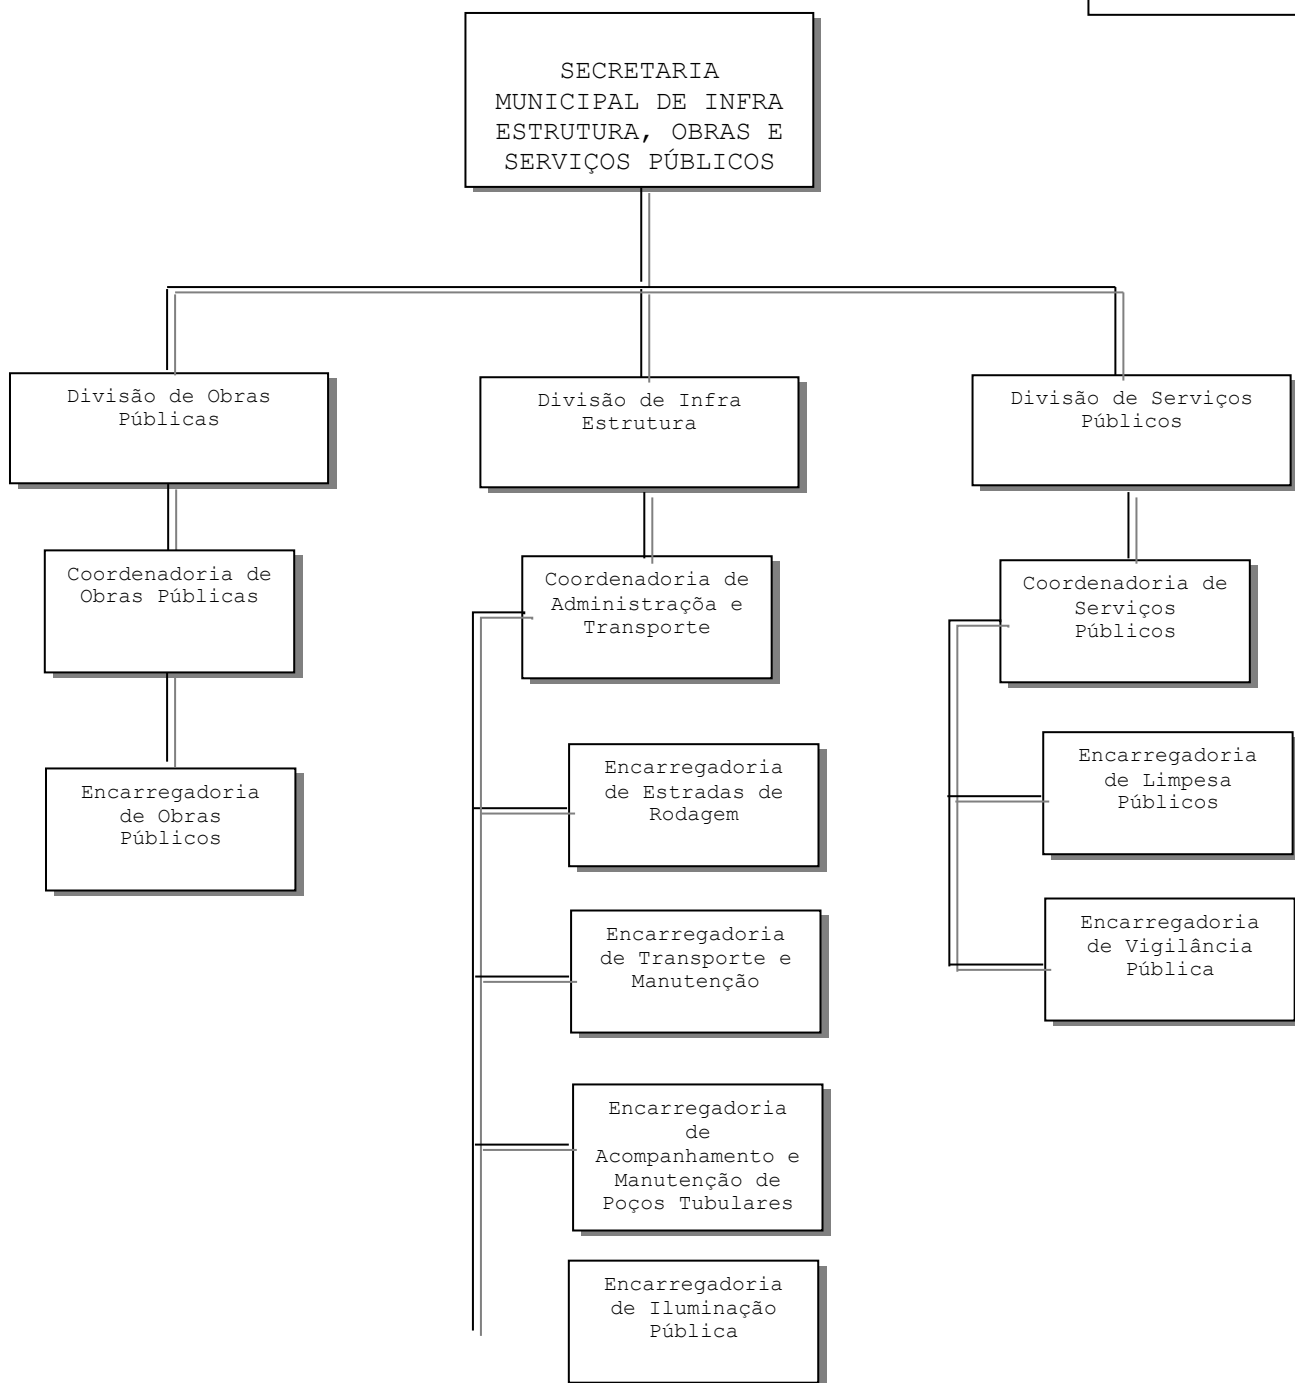 SECRETARIA
MUNICIPAL DE INFRA
ESTRUTURA, OBRAS E
SERVIÇOS PÚBLICOS
Divisão de Obras
Públicas
Divisão de Infra
Estrutura
Divisão de Serviços
Públicos
Coordenadoria de
Obras Públicas
Coordenadoria de
Administraçõa e
Transporte
Coordenadoria de
Serviços
Públicos
Encarregadoria
de Obras
Públicos
Encarregadoria
de Estradas de
Rodagem
Encarregadoria
de Limpesa
Públicos
Encarregadoria
de Transporte e
Manutenção
Encarregadoria
de Vigilância
Pública
Encarregadoria
de
Acompanhamento e
Manutenção de
Poços Tubulares
Encarregadoria
de Iluminação
Pública